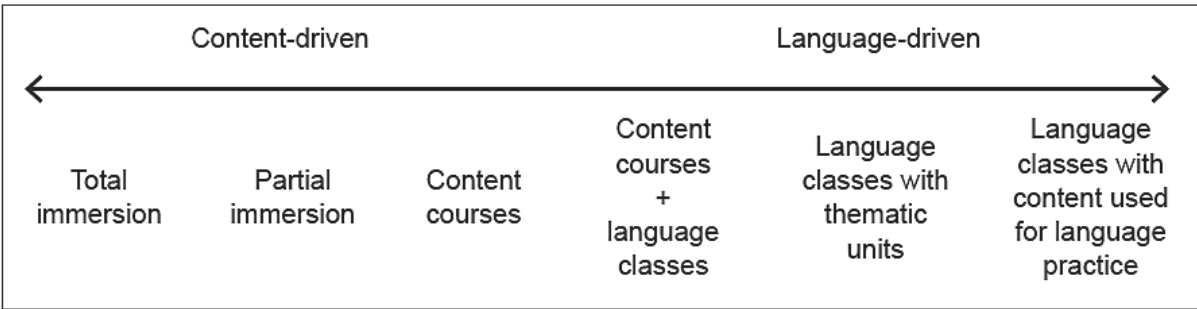 Content-driven
Language-driven
Total
immersion
Partial
immersion
Content
courses
Content
courses
+
language
classes
Language
classes with
thematic
units
Language
classes with
content used
for language
practice